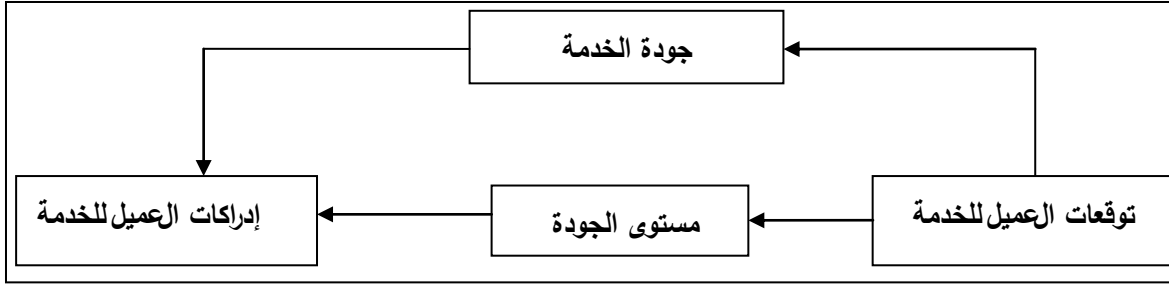 جودة الخدمة
توقعات العميل للخدمة
مستوى الجودة
إدراكات العميل للخدمة